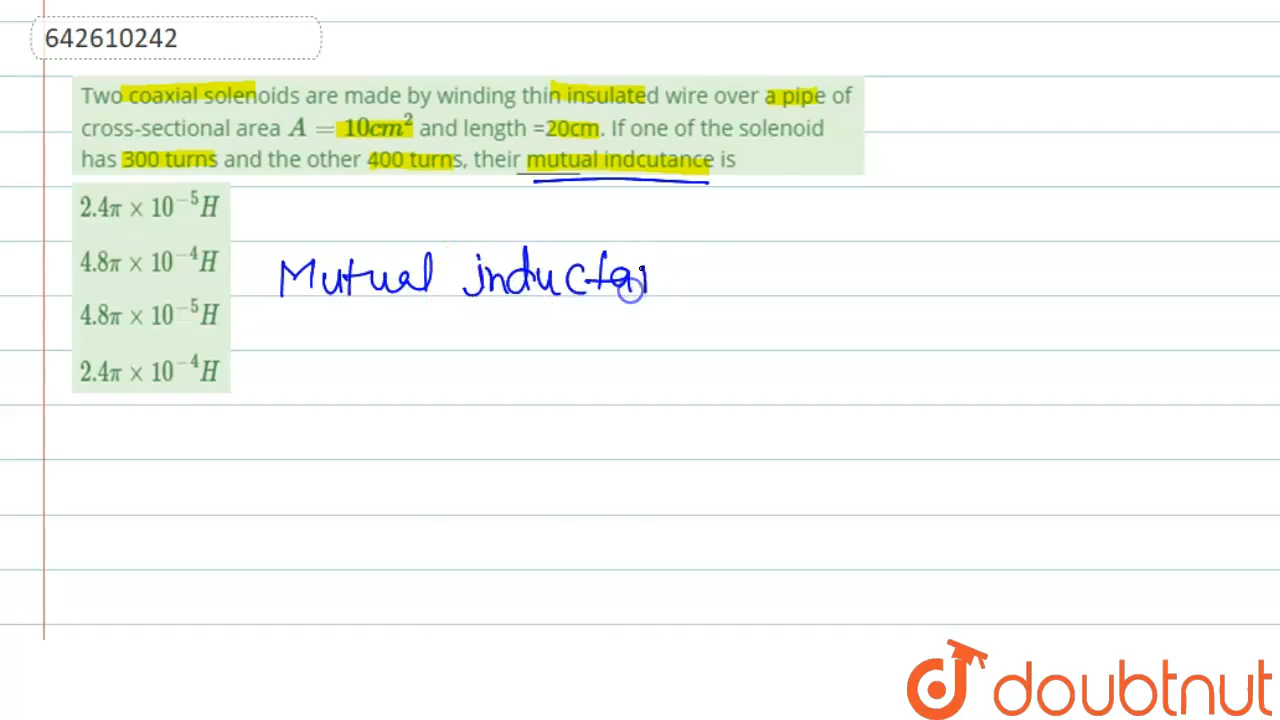 642610242
Two coaxial solenoids are made by winding thin insulated wire over a pipe of
cross-sectional area A = 10cm² and length =20cm. If one of the solenoid
has 300 turns and the other 400 turns, their mutual indcutance is
2.4π × 10⁻⁵H
4.8π × 10⁻⁴H
Mutual inductan
4.8π × 10⁻⁵H
2.4π × 10⁻⁴H
doubtnut